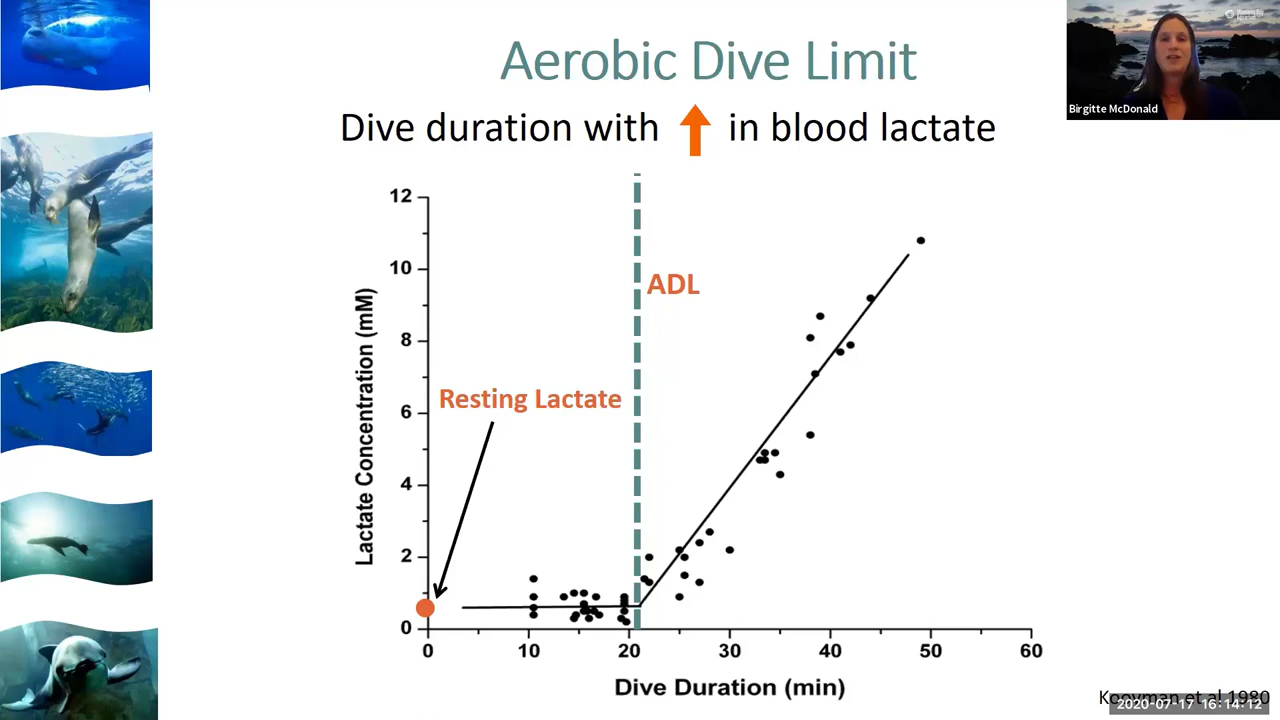 Aerobic Dive Limit
Dive duration with in blood lactate
Birgitte McDonald
ADL
Resting Lactate
Lactate Concentration (mM)
12
10
8
6
4
2
0
0 10 20 30 40 50 60
Dive Duration (min)
Kooyman et al 1980
2020-07-17 16:14:12